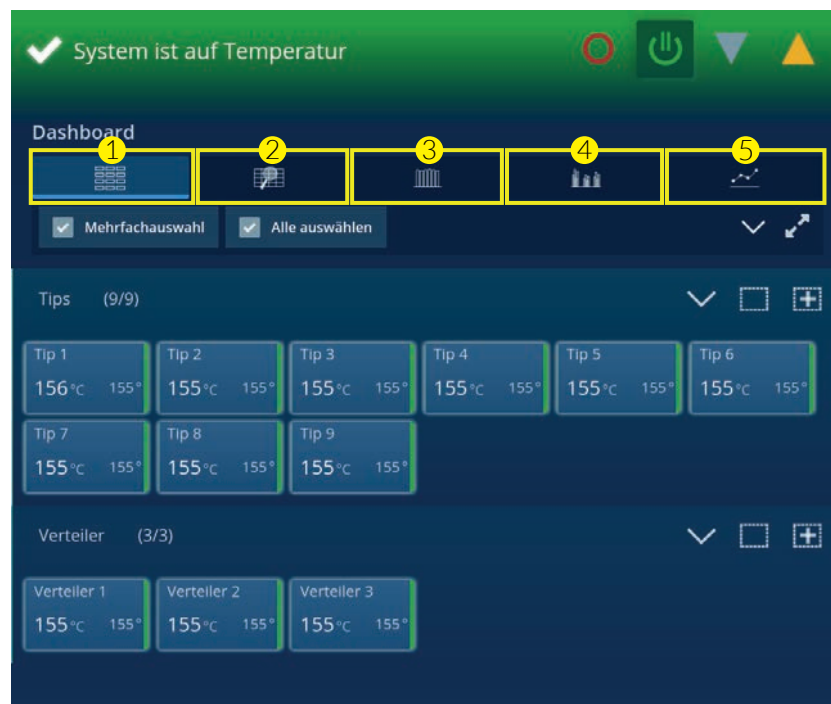 System ist auf Temperatur
Dashboard
1 2 3 4 5
Mehrfachauswahl Alle auswählen
Tips (9/9)
Tip 1 Tip 2 Tip 3 Tip 4 Tip 5 Tip 6
156 °C 155° 155 °C 155° 155 °C 155° 155 °C 155° 155 °C 155° 155 °C 155°
Tip 7 Tip 8 Tip 9
155 °C 155° 155 °C 155° 155 °C 155°
Verteiler (3/3)
Verteiler 1 Verteiler 2 Verteiler 3
155 °C 155° 155 °C 155° 155 °C 155°